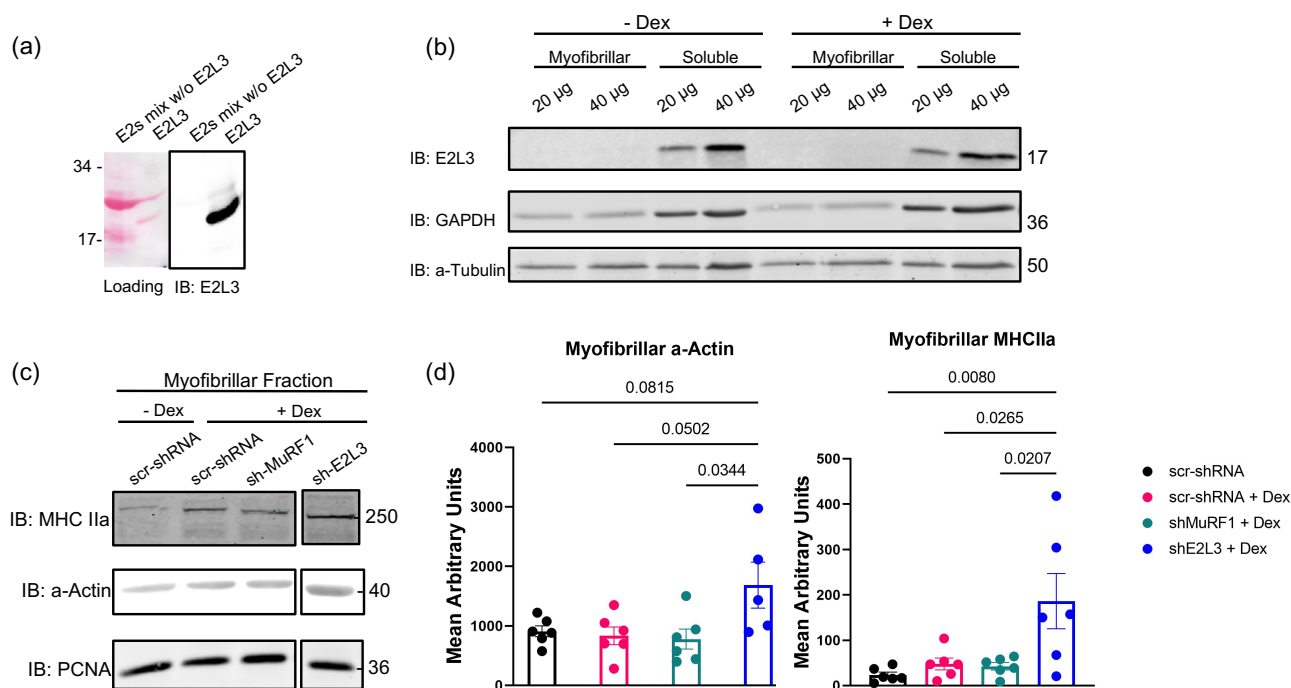 (a)
E2s mix w/o E2L3
E2L3
E2s mix w/o E2L3
E2L3
34 -
17-
Loading IB: E2L3
(b)
- Dex + Dex
Myofibrillar Soluble Myofibrillar Soluble
20 µg 40 µg 20 µg 40 µg 20 µg 40 µg 20 µg 40 µg
IB: E2L3 17
IB: GAPDH 36
IB: a-Tubulin 50
(c)
Myofibrillar Fraction
- Dex + Dex
scr-shRNA scr-shRNA sh-MuRF1 sh-E2L3
IB: MHC IIa 250
IB: a-Actin 40
IB: PCNA 36
(d)
Myofibrillar a-Actin
0.0815
0.0502
0.0344
Mean Arbitrary Units
4000
3000
2000
1000
0
Myofibrillar MHCIIa
0.0080
0.0265
0.0207
Mean Arbitrary Units
500
400
300
200
100
0
scr-shRNA
scr-shRNA + Dex
shMuRF1 + Dex
shE2L3 + Dex